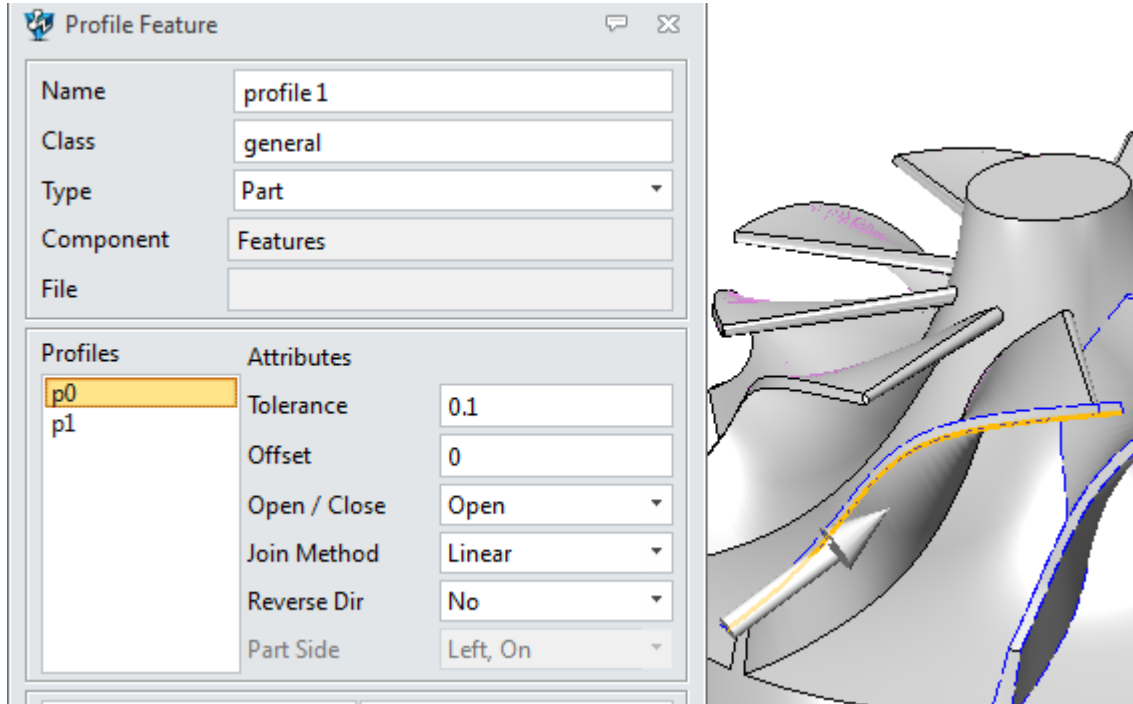 Profile Feature
Name profile 1
Class general
Type Part
Component Features
File
Profiles Attributes
p0
p1
Tolerance 0.1
Offset 0
Open / Close Open
Join Method Linear
Reverse Dir No
Part Side Left, On